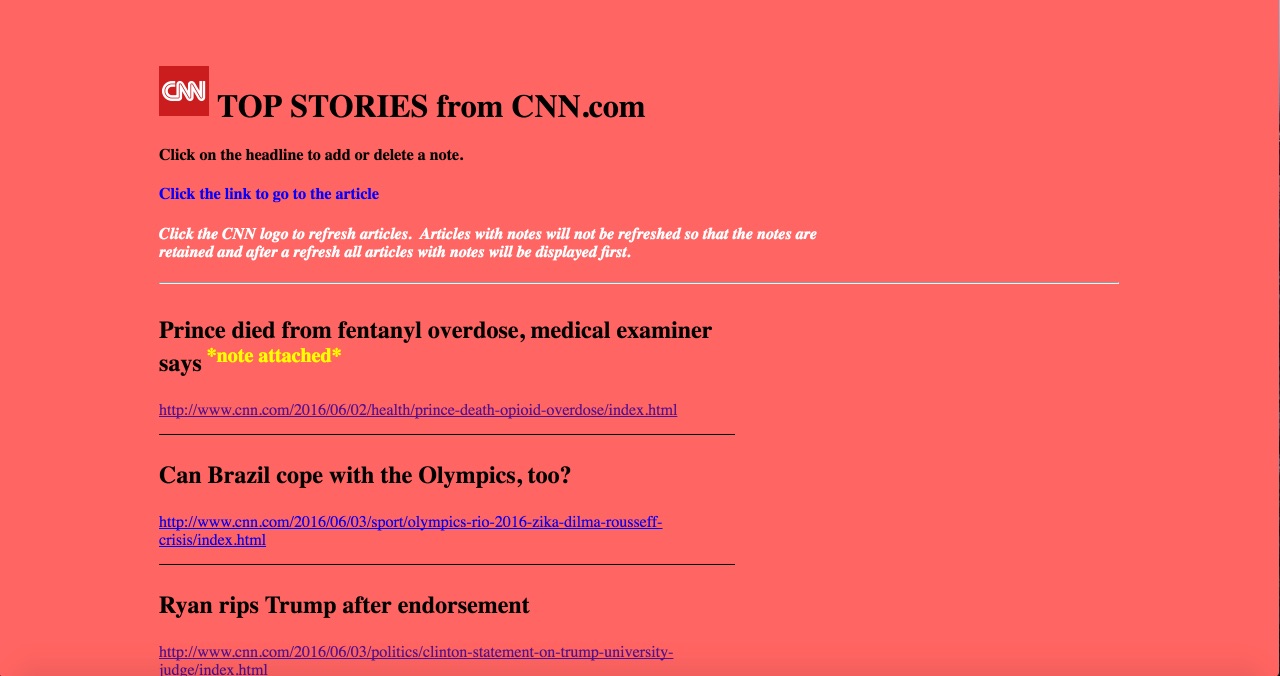 CNN TOP STORIES from CNN.com
Click on the headline to add or delete a note.
Click the link to go to the article
Click the CNN logo to refresh articles.  Articles with notes will not be refreshed so that the notes are
retained and after a refresh all articles with notes will be displayed first.
Prince died from fentanyl overdose, medical examiner
says *note attached*
http://www.cnn.com/2016/06/02/health/prince-death-opioid-overdose/index.html
Can Brazil cope with the Olympics, too?
http://www.cnn.com/2016/06/03/sport/olympics-rio-2016-zika-dilma-rousseff-
crisis/index.html
Ryan rips Trump after endorsement
http://www.cnn.com/2016/06/03/politics/clinton-statement-on-trump-university-
judge/index.html